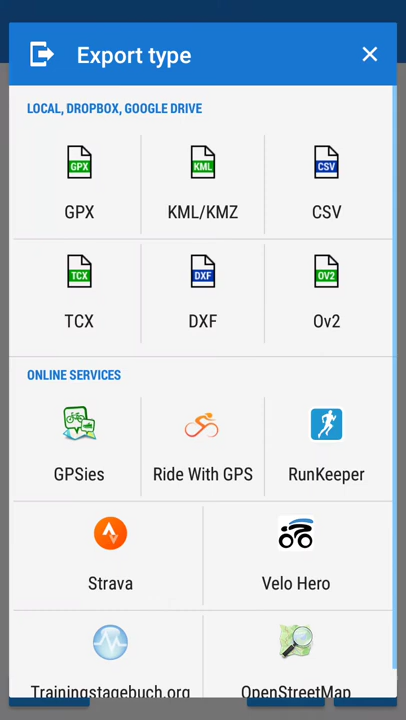 Export type
LOCAL, DROPBOX, GOOGLE DRIVE
GPX KML CSV
GPX KML/KMZ CSV
TCX DXF OV2
TCX DXF Ov2
ONLINE SERVICES
GPSies Ride With GPS RunKeeper
Strava Velo Hero
Trainingstagebuch.org OpenStreetMap